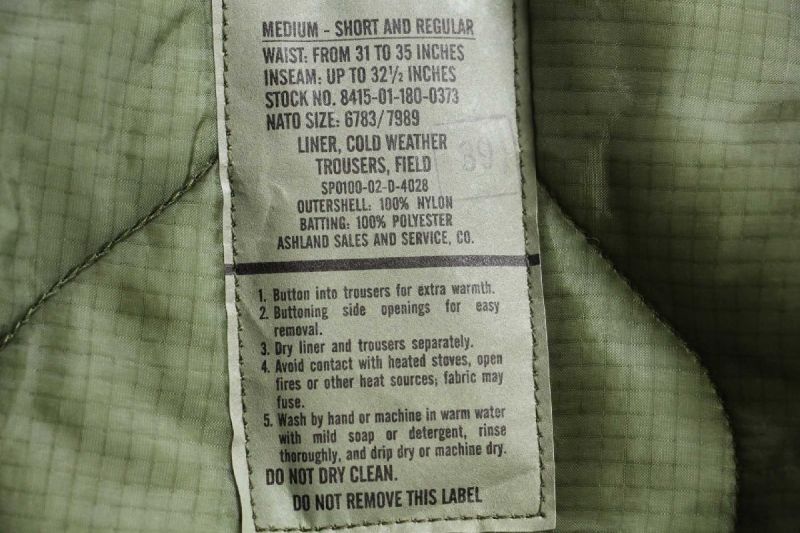 MEDIUM - SHORT AND REGULAR
WAIST: FROM 31 TO 35 INCHES
INSEAM: UP TO 32½ INCHES
STOCK NO. 8415-01-180-0373
NATO SIZE: 6783/7989
LINER, COLD WEATHER
TROUSERS, FIELD
SP0100-02-D-4028
OUTERSHELL: 100% NYLON
BATTING: 100% POLYESTER
ASHLAND SALES AND SERVICE, CO.
1. Button into trousers for extra warmth.
2. Buttoning side openings for easy
removal.
3. Dry liner and trousers separately.
4. Avoid contact with heated stoves, open
fires or other heat sources; fabric may
fuse.
5. Wash by hand or machine in warm water
with mild soap or detergent, rinse
thoroughly, and drip dry or machine dry.
DO NOT DRY CLEAN.
DO NOT REMOVE THIS LABEL